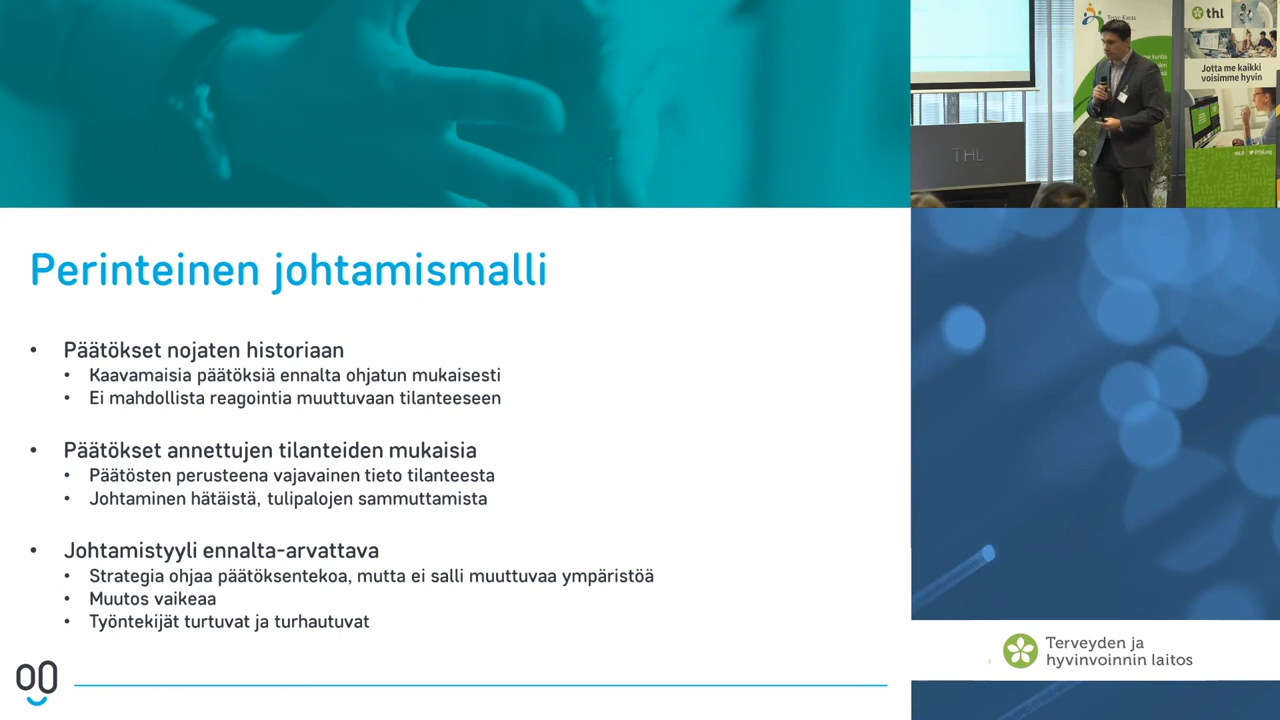 Perinteinen johtamismalli
• Päätökset nojaten historiaan
• Kaavamaisia päätöksiä ennalta ohjatun mukaisesti
• Ei mahdollista reagointia muuttuvaan tilanteeseen
• Päätökset annettujen tilanteiden mukaisia
• Päätösten perusteena vajavainen tieto tilanteesta
• Johtaminen hätäistä, tulipalojen sammuttamista
• Johtamistyyli ennalta-arvattava
• Strategia ohjaa päätöksentekoa, mutta ei salli muuttuvaa ympäristöä
• Muutos vaikeaa
• Työntekijät turtuvat ja turhautuvat
THL
Terve Kunta
thl
Jotta me kaikki
voisimme hyvin
Terveyden ja
hyvinvoinnin laitos